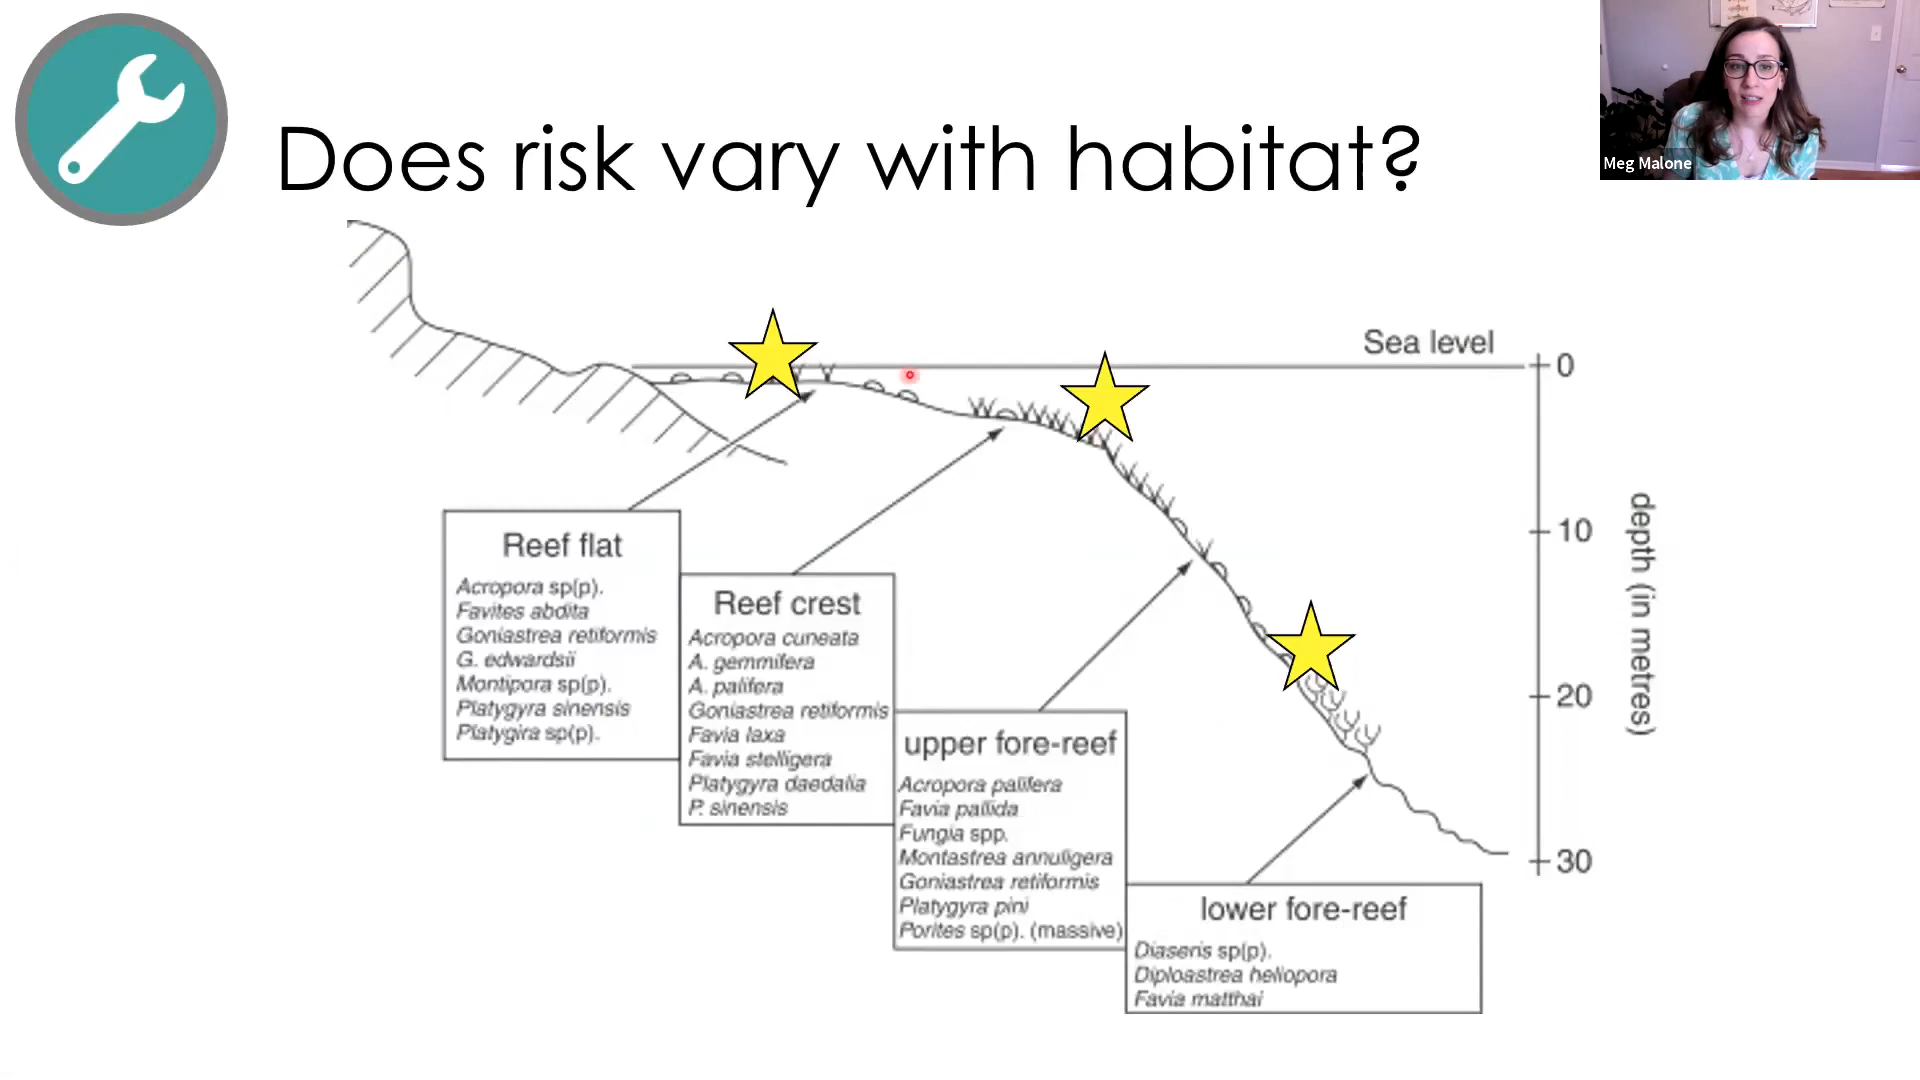 Does risk vary with habitat?
Meg Malone
Sea level
0
10
20
30
depth (in metres)
Reef flat
Acropora sp(p).
Favites abdita
Goniastrea retiformis
G. edwardsii
Montipora sp(p).
Platygyra sinensis
Platygira sp(p).
Reef crest
Acropora cuneata
A. gemmifera
A. palifera
Goniastrea retiformis
Favia laxa
Favia stelligera
Platygyra daedalia
P. sinensis
upper fore-reef
Acropora palifera
Favia pallida
Fungia spp.
Montastrea annuligera
Goniastrea retiformis
Platygyra pini
Porites sp(p). (massive)
lower fore-reef
Diaseris sp(p).
Diploastrea heliopora
Favia matthai